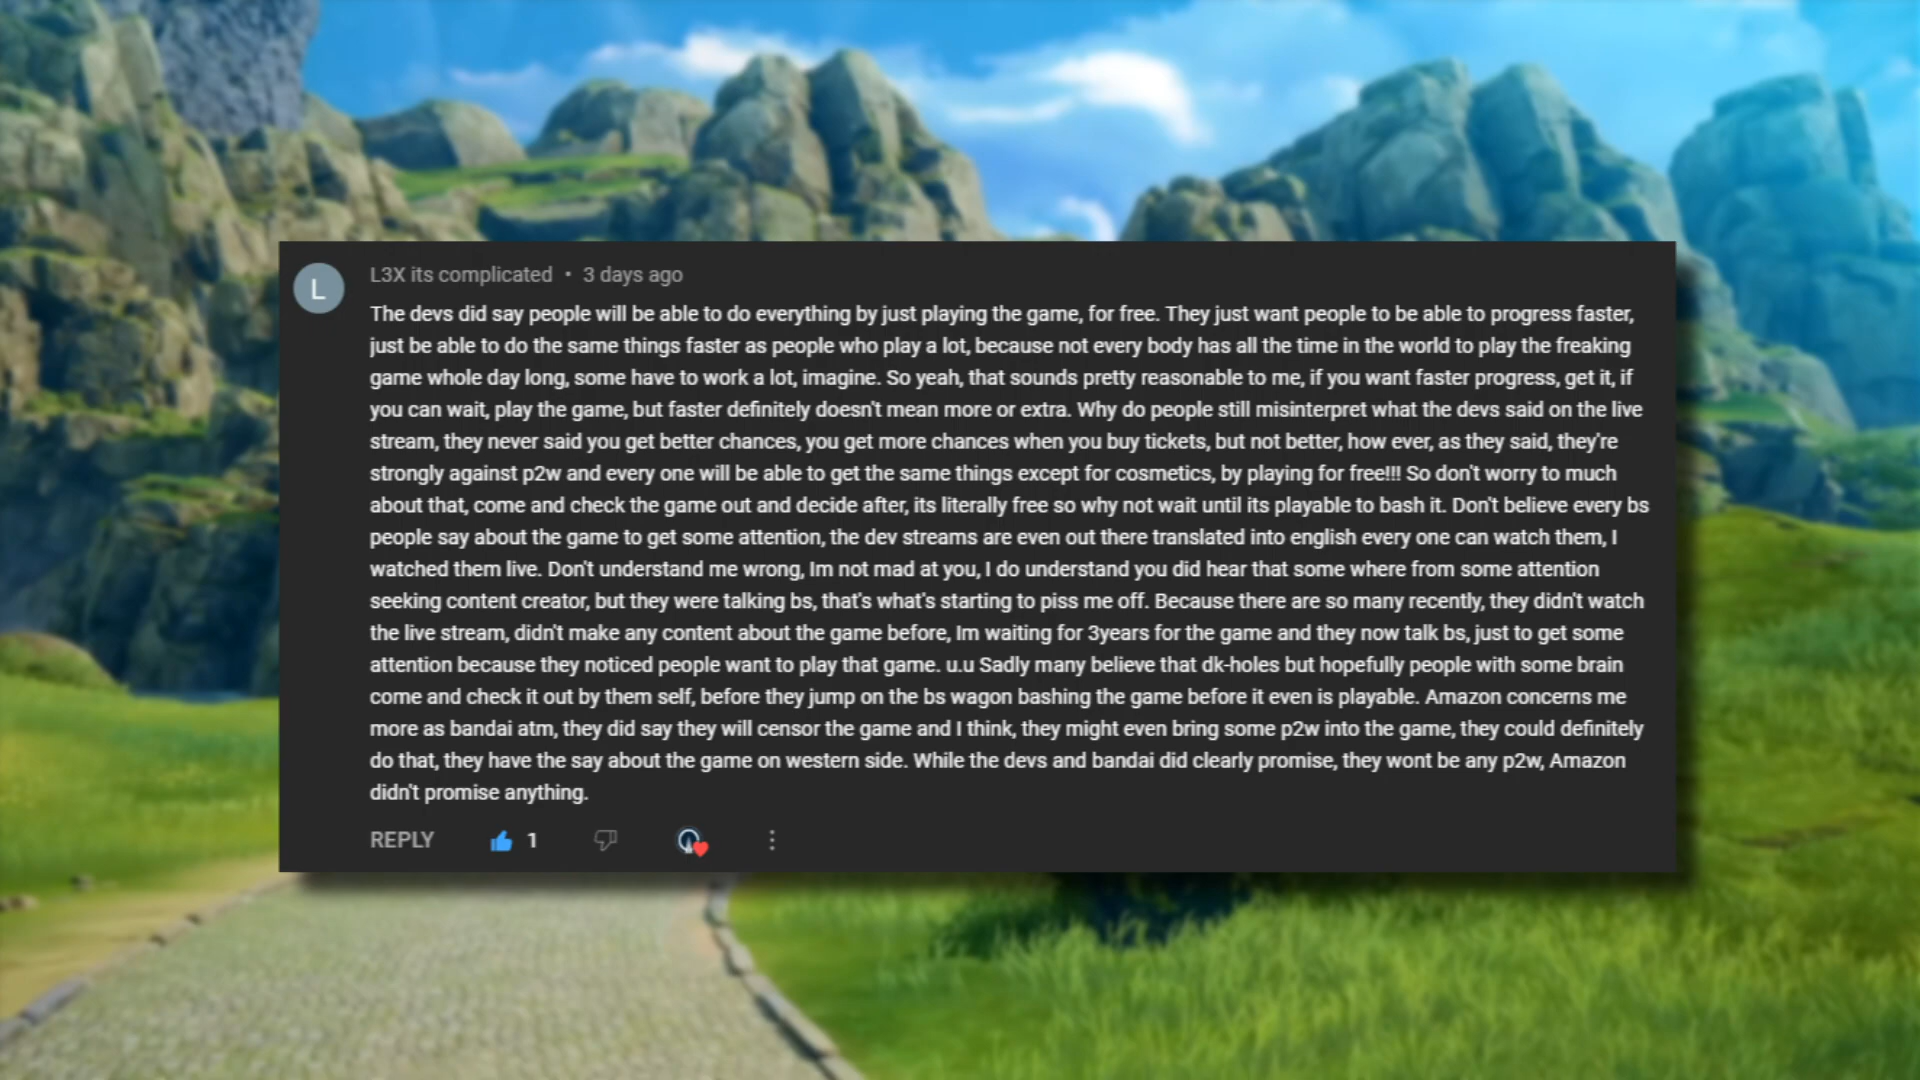 L
L3X its complicated • 3 days ago
The devs did say people will be able to do everything by just playing the game, for free. They just want people to be able to progress faster,
just be able to do the same things faster as people who play a lot, because not every body has all the time in the world to play the freaking
game whole day long, some have to work a lot, imagine. So yeah, that sounds pretty reasonable to me, if you want faster progress, get it, if
you can wait, play the game, but faster definitely doesn't mean more or extra. Why do people still misinterpret what the devs said on the live
stream, they never said you get better chances, you get more chances when you buy tickets, but not better, how ever, as they said, they're
strongly against p2w and every one will be able to get the same things except for cosmetics, by playing for free!!! So don't worry to much
about that, come and check the game out and decide after, its literally free so why not wait until its playable to bash it. Don't believe every bs
people say about the game to get some attention, the dev streams are even out there translated into english every one can watch them, I
watched them live. Don't understand me wrong, Im not mad at you, I do understand you did hear that some where from some attention
seeking content creator, but they were talking bs, that's what's starting to piss me off. Because there are so many recently, they didn't watch
the live stream, didn't make any content about the game before, Im waiting for 3years for the game and they now talk bs, just to get some
attention because they noticed people want to play that game. u.u Sadly many believe that dk-holes but hopefully people with some brain
come and check it out by them self, before they jump on the bs wagon bashing the game before it even is playable. Amazon concerns me
more as bandai atm, they did say they will censor the game and I think, they might even bring some p2w into the game, they could definitely
do that, they have the say about the game on western side. While the devs and bandai did clearly promise, they wont be any p2w, Amazon
didn't promise anything.
REPLY 1